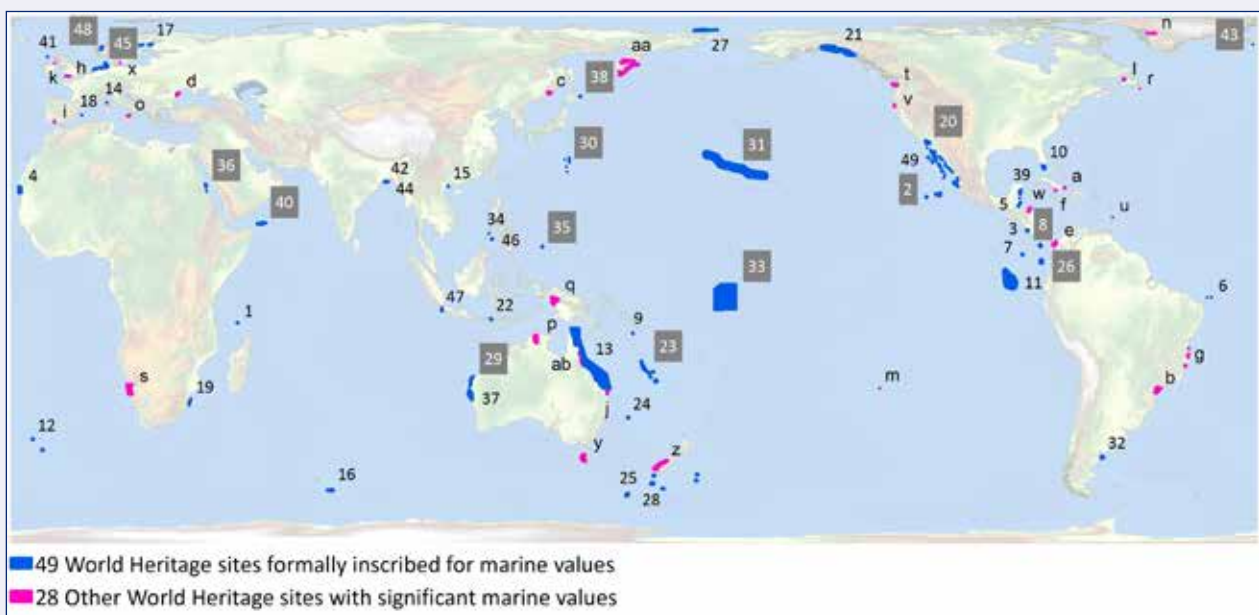 48 17 n
41 45 21 43
27 aa
h x
k d 38 c t l r
14
i 18 o v
20
30 31 49 10
36 42 39 a
4 44 15 2 w f
40 34 5 u
46 35 3 8 e
7
33 26
q 11 6
47 22
1 p 9
ab 13 23
29 g
s m b
19 37 j 24
12 y z 32
16 25
28
49 World Heritage sites formally inscribed for marine values
28 Other World Heritage sites with significant marine values